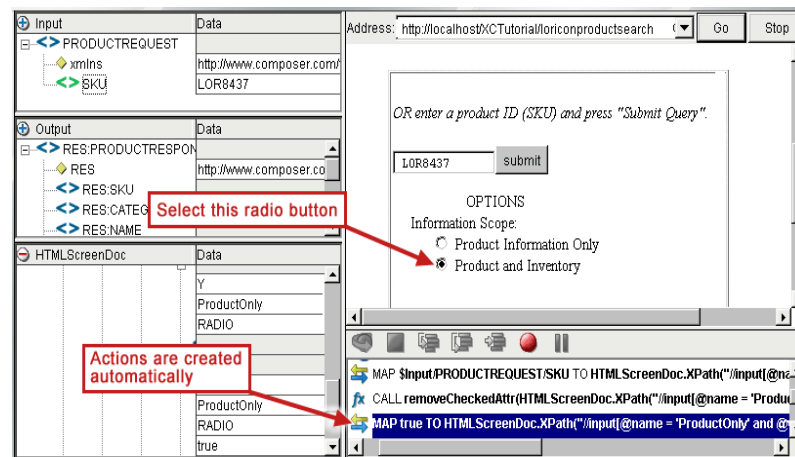 Input Data
PRODUCTREQUEST
xmlns http://www.composer.com/
SKU LOR8437
Output Data
RES:PRODUCTRESPON
RES http://www.composer.co
RES:SKU
RES:CATEG
RES:NAME
Select this radio button
HTMLScreenDoc Data
Y
ProductOnly
RADIO
Actions are created
automatically
ProductOnly
RADIO
true
Address: http://localhost/XCTutorial/loriconproductsearch Go Stop
OR enter a product ID (SKU) and press "Submit Query".
LOR8437 submit
OPTIONS
Information Scope:
Product Information Only
Product and Inventory
MAP $Input/PRODUCTREQUEST/SKU TO HTMLScreenDoc.XPath("//input[@na
CALL removeCheckedAttr(HTMLScreenDoc.XPath("//input[@name = 'Produ
MAP true TO HTMLScreenDoc.XPath("//input[@name = 'ProductOnly' and @